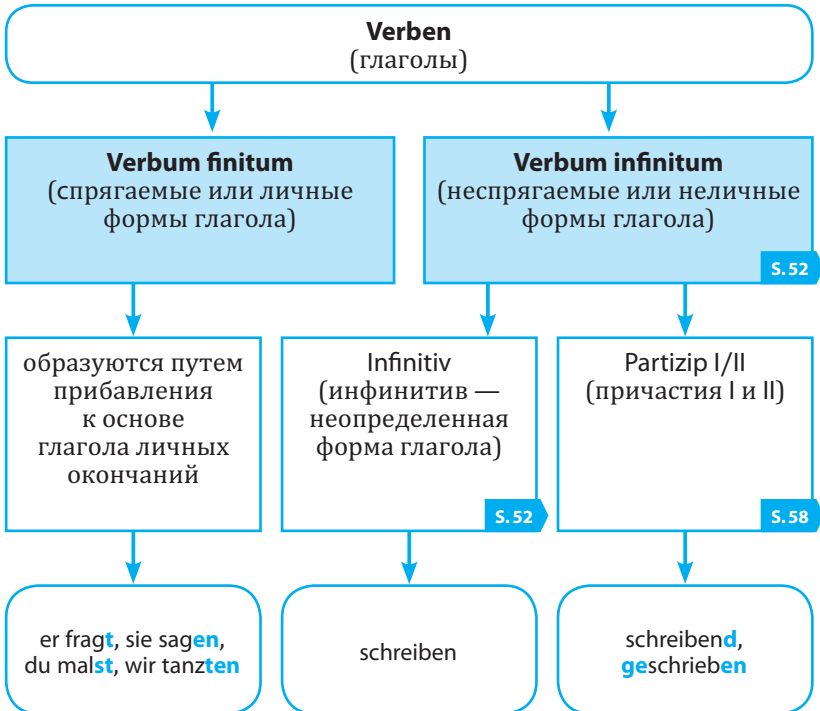 Verben
(глаголы)
Verbum finitum
(спрягаемые или личные
формы глагола)
Verbum infinitum
(неспрягаемые или неличные
формы глагола)
S. 52
образуются путем
прибавления
к основе
глагола личных
окончаний
Infinitiv
(инфинитив —
неопределенная
форма глагола)
S. 52
Partizip I/II
(причастия I и II)
S. 58
er fragt, sie sagen,
du malst, wir tanzten
schreiben
schreibend,
geschrieben